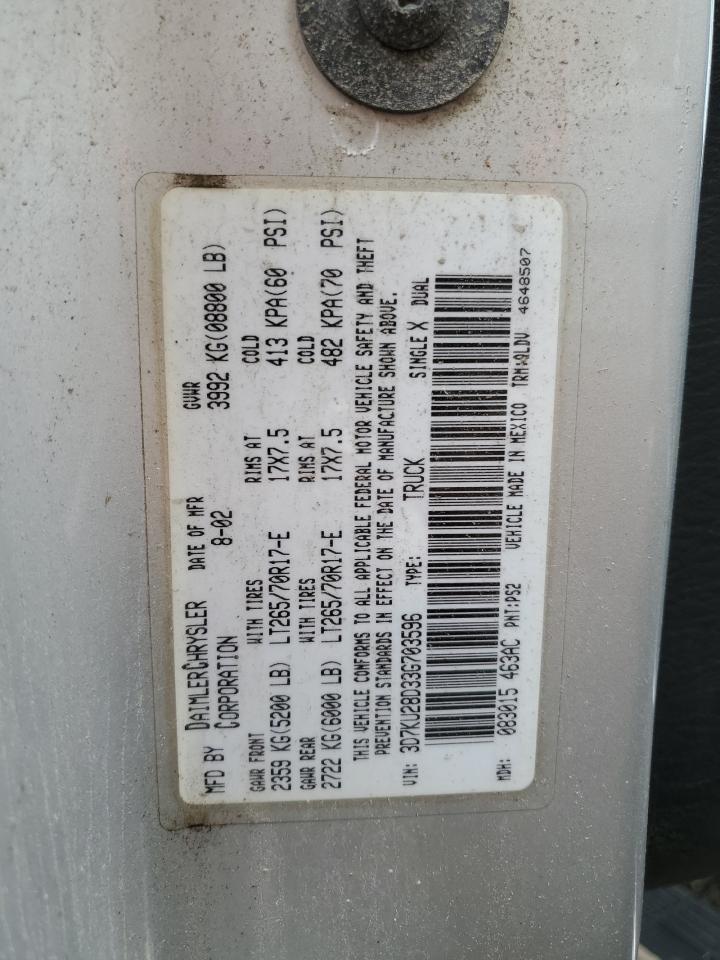 MFD BY DAIMLERCHRYSLER CORPORATION DATE OF MFR 8-02 GVWR 3992 KG(08800 LB)
GAWR FRONT WITH TIRES RIMS AT COLD
2359 KG(5200 LB) LT265/70R17-E 17X7.5 413 KPA(60 PSI)
GAWR REAR WITH TIRES RIMS AT COLD
2722 KG(6000 LB) LT265/70R17-E 17X7.5 482 KPA(70 PSI)
THIS VEHICLE CONFORMS TO ALL APPLICABLE FEDERAL MOTOR VEHICLE SAFETY AND THEFT
PREVENTION STANDARDS IN EFFECT ON THE DATE OF MANUFACTURE SHOWN ABOVE.
VIN: 3D7KU28D33G703596 TYPE: TRUCK SINGLE X DUAL
MDH: 083015 463AC PNT:PS2 VEHICLE MADE IN MEXICO TRM:
4648507